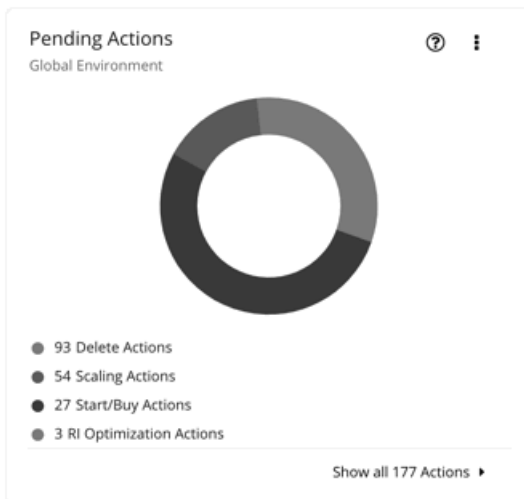 Pending Actions
Global Environment
93 Delete Actions
54 Scaling Actions
27 Start/Buy Actions
3 RI Optimization Actions
Show all 177 Actions